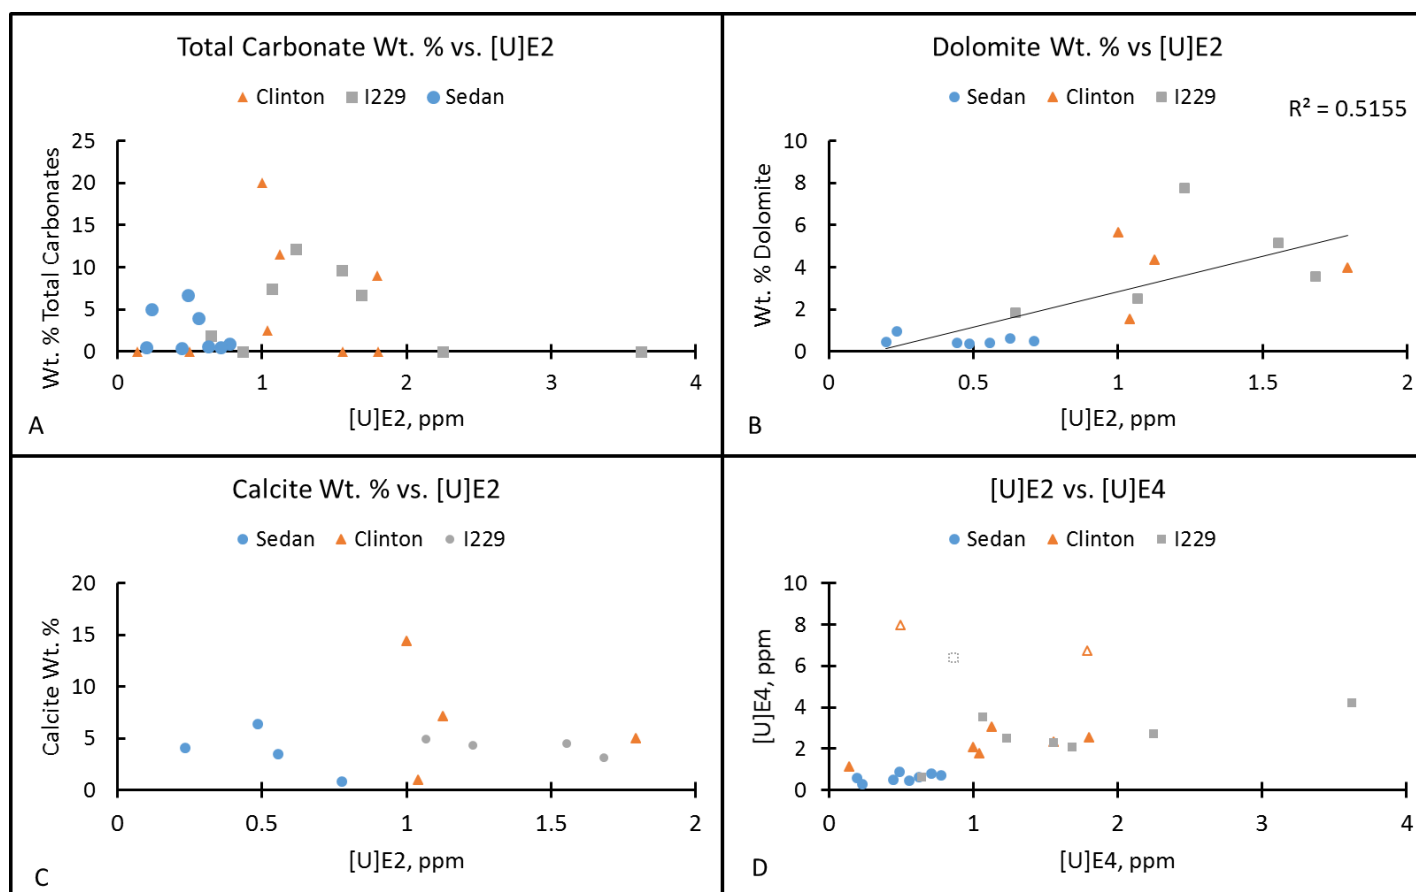 Total Carbonate Wt. % vs. [U]E2
Clinton I229 Sedan
Wt. % Total Carbonates
25
20
15
10
5
0
0 1 2 3 4
[U]E2, ppm
A
Dolomite Wt. % vs [U]E2
Sedan Clinton I229
R² = 0.5155
Wt. % Dolomite
10
8
6
4
2
0
0 0.5 1 1.5 2
[U]E2, ppm
B
Calcite Wt. % vs. [U]E2
Sedan Clinton I229
Calcite Wt. %
20
15
10
5
0
0 0.5 1 1.5 2
[U]E2, ppm
C
[U]E2 vs. [U]E4
Sedan Clinton I229
[U]E4, ppm
10
8
6
4
2
0
0 1 2 3 4
[U]E4, ppm
D